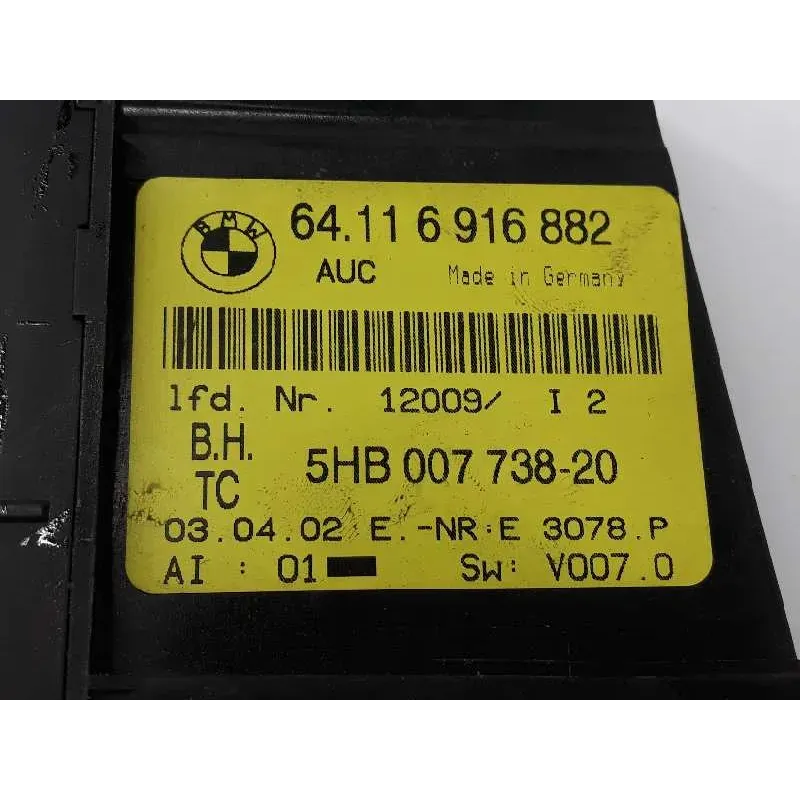 BMW
64.11 6 916 882
AUC Made in Germany
lfd. Nr. 12009/ I 2
B.H.
TC 5HB 007 738-20
03.04.02 E.-NR:E 3078.P
AI : 01 Sw: V007.0